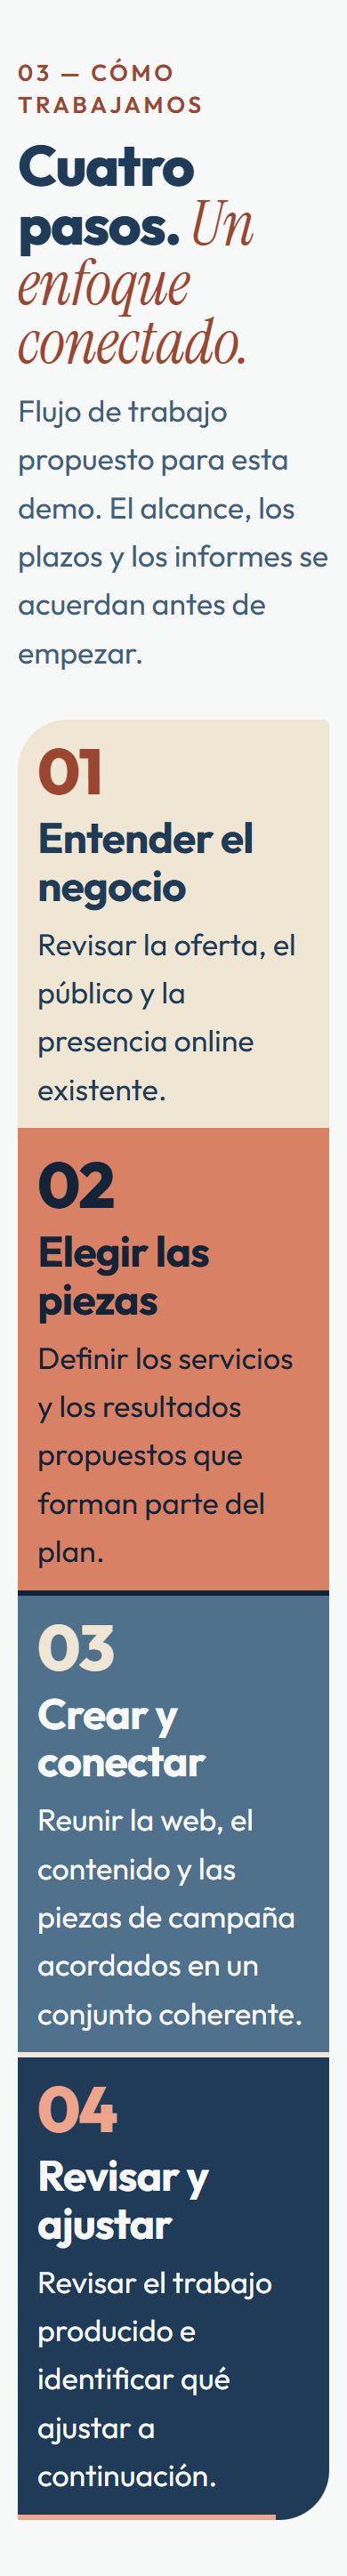 03 — CÓMO
TRABAJAMOS
Cuatro
pasos. Un
enfoque
conectado.
Flujo de trabajo
propuesto para esta
demo. El alcance, los
plazos y los informes se
acuerdan antes de
empezar.
01
Entender el
negocio
Revisar la oferta, el
público y la
presencia online
existente.
02
Elegir las
piezas
Definir los servicios
y los resultados
propuestos que
forman parte del
plan.
03
Crear y
conectar
Reunir la web, el
contenido y las
piezas de campaña
acordados en un
conjunto coherente.
04
Revisar y
ajustar
Revisar el trabajo
producido e
identificar qué
ajustar a
continuación.